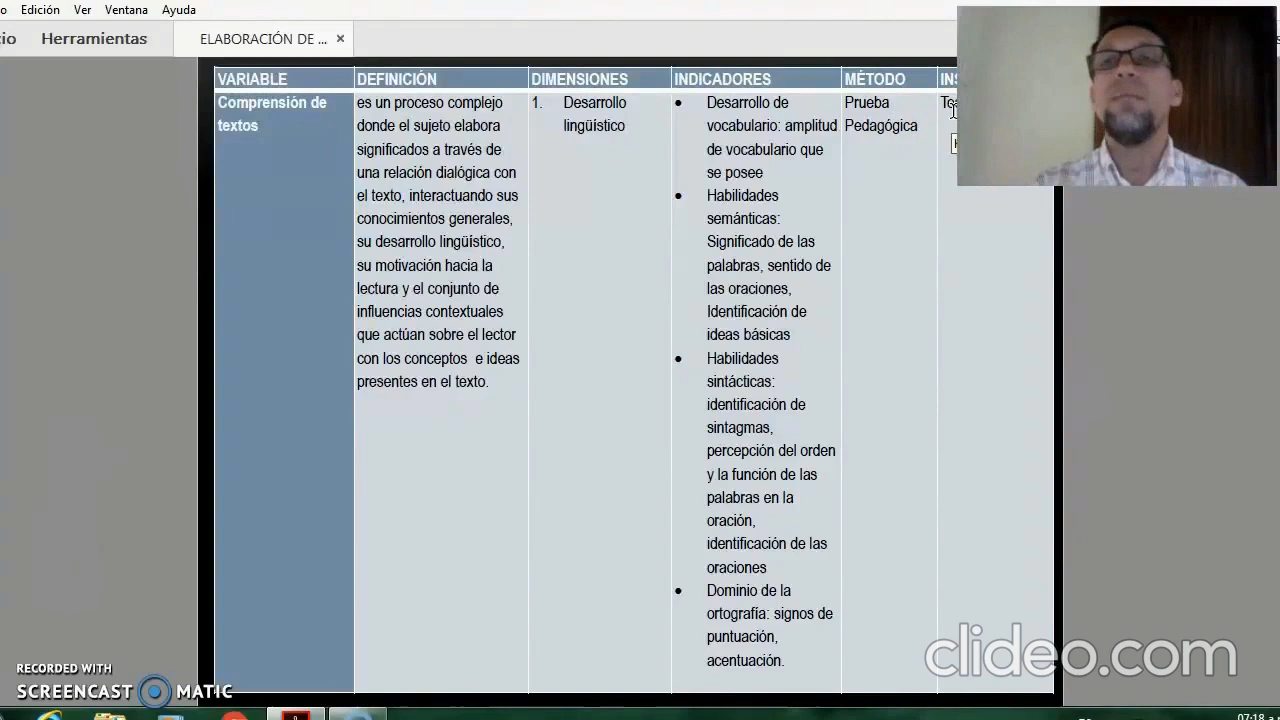 Edición Ver Ventana Ayuda
Herramientas
ELABORACIÓN DE ... ×
VARIABLE DEFINICIÓN DIMENSIONES INDICADORES MÉTODO
Comprensión de
textos
es un proceso complejo
donde el sujeto elabora
significados a través de
una relación dialógica con
el texto, interactuando sus
conocimientos generales,
su desarrollo lingüístico,
su motivación hacia la
lectura y el conjunto de
influencias contextuales
que actúan sobre el lector
con los conceptos e ideas
presentes en el texto.
1. Desarrollo
lingüístico
• Desarrollo de
vocabulario: amplitud
de vocabulario que
se posee
• Habilidades
semánticas:
Significado de las
palabras, sentido de
las oraciones,
Identificación de
ideas básicas
• Habilidades
sintácticas:
identificación de
sintagmas,
percepción del orden
y la función de las
palabras en la
oración,
identificación de las
oraciones
• Dominio de la
ortografía: signos de
puntuación,
acentuación.
Prueba
Pedagógica
clideo.com
RECORDED WITH
SCREENCAST MATIC